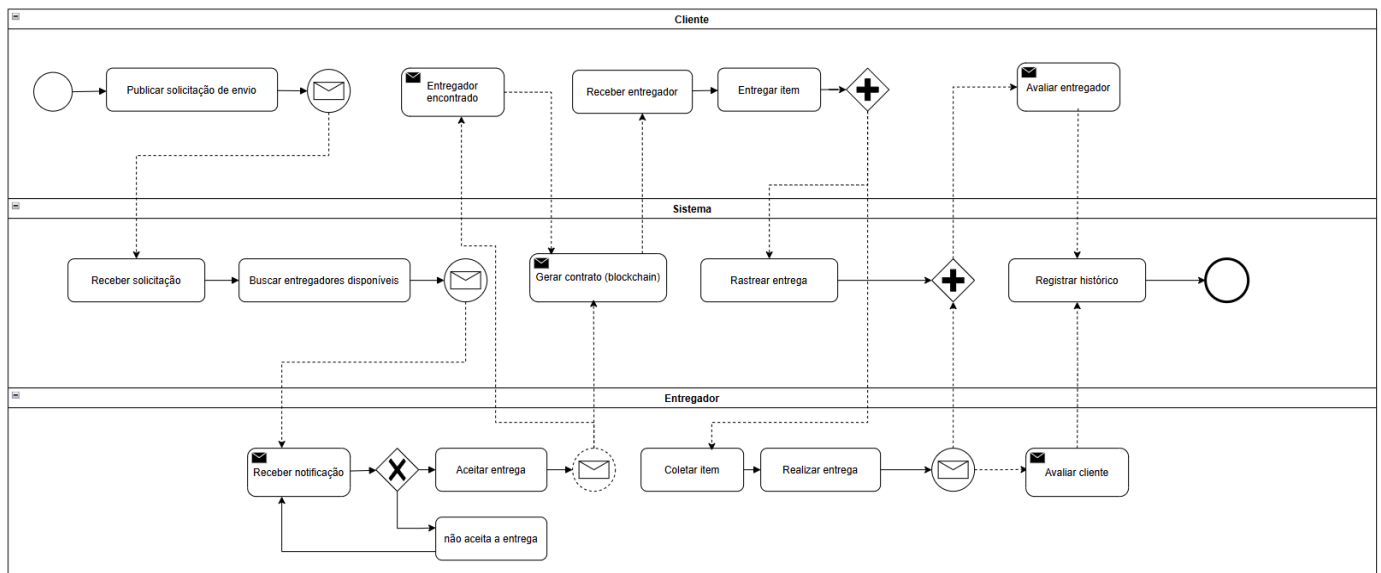 Cliente
Publicar solicitação de envio
Entregador
encontrado
Receber entregador
Entregar item
Avaliar entregador
Sistema
Receber solicitação
Buscar entregadores disponíveis
Gerar contrato (blockchain)
Rastrear entrega
Registrar histórico
Entregador
Receber notificação
Aceitar entrega
Coletar item
Realizar entrega
Avaliar cliente
não aceita a entrega